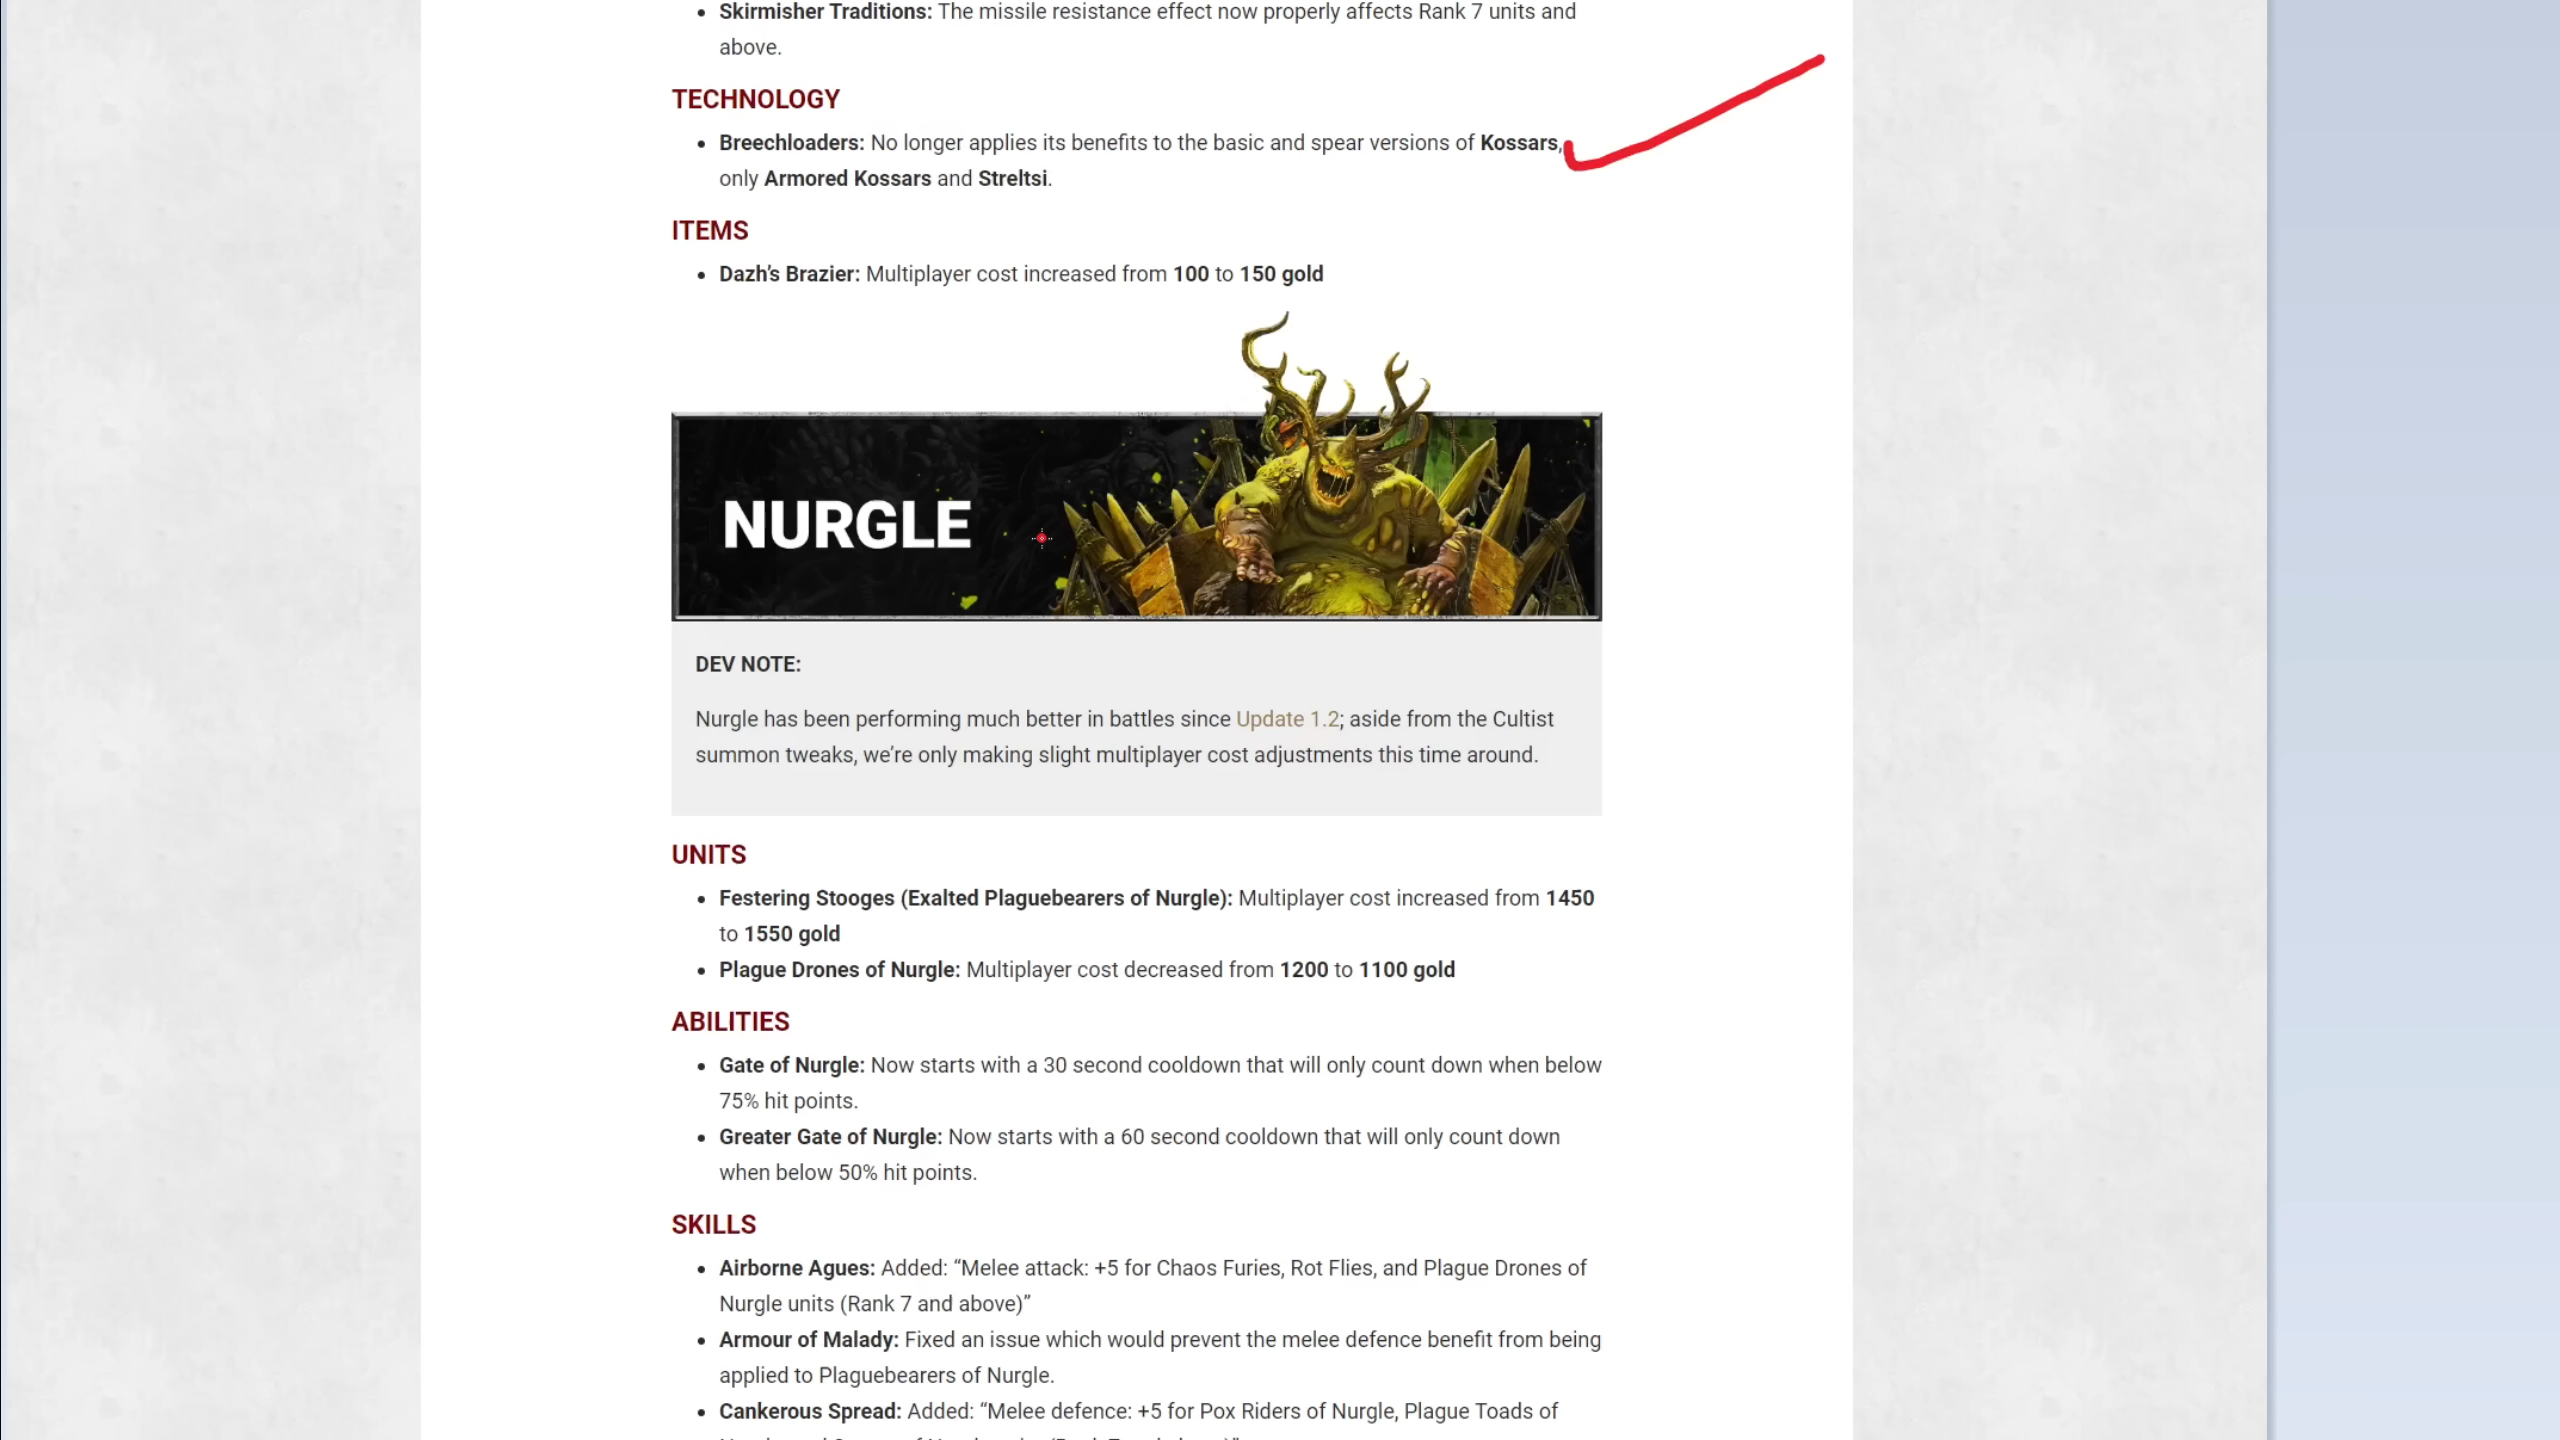 Skirmisher Traditions: The missile resistance effect now properly affects Rank 7 units and
above.
TECHNOLOGY
Breechloaders: No longer applies its benefits to the basic and spear versions of Kossars,
only Armored Kossars and Streltsi.
ITEMS
Dazh’s Brazier: Multiplayer cost increased from 100 to 150 gold
NURGLE
DEV NOTE:
Nurgle has been performing much better in battles since Update 1.2; aside from the Cultist
summon tweaks, we’re only making slight multiplayer cost adjustments this time around.
UNITS
Festering Stooges (Exalted Plaguebearers of Nurgle): Multiplayer cost increased from 1450
to 1550 gold
Plague Drones of Nurgle: Multiplayer cost decreased from 1200 to 1100 gold
ABILITIES
Gate of Nurgle: Now starts with a 30 second cooldown that will only count down when below
75% hit points.
Greater Gate of Nurgle: Now starts with a 60 second cooldown that will only count down
when below 50% hit points.
SKILLS
Airborne Agues: Added: “Melee attack: +5 for Chaos Furies, Rot Flies, and Plague Drones of
Nurgle units (Rank 7 and above)”
Armour of Malady: Fixed an issue which would prevent the melee defence benefit from being
applied to Plaguebearers of Nurgle.
Cankerous Spread: Added: “Melee defence: +5 for Pox Riders of Nurgle, Plague Toads of